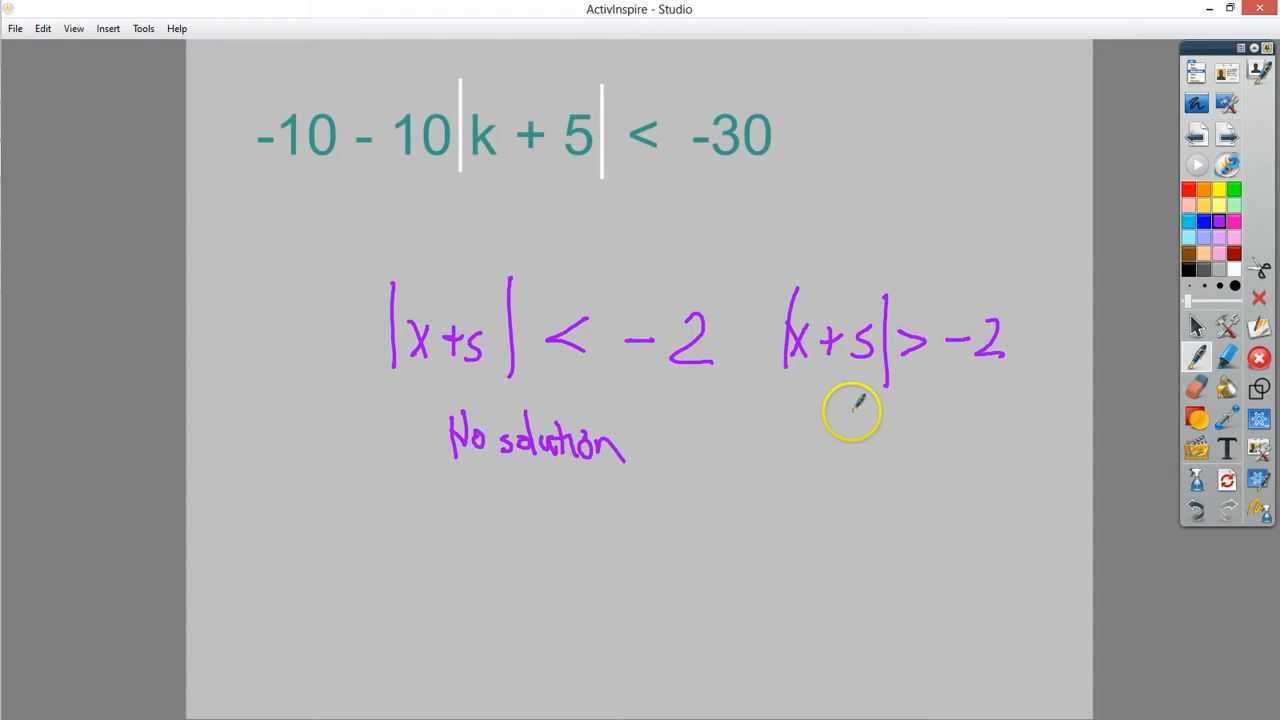 ActivInspire - Studio
File Edit View Insert Tools Help
-10 - 10|k + 5| < -30
|x+5| < -2 |x+5| > -2
No solution